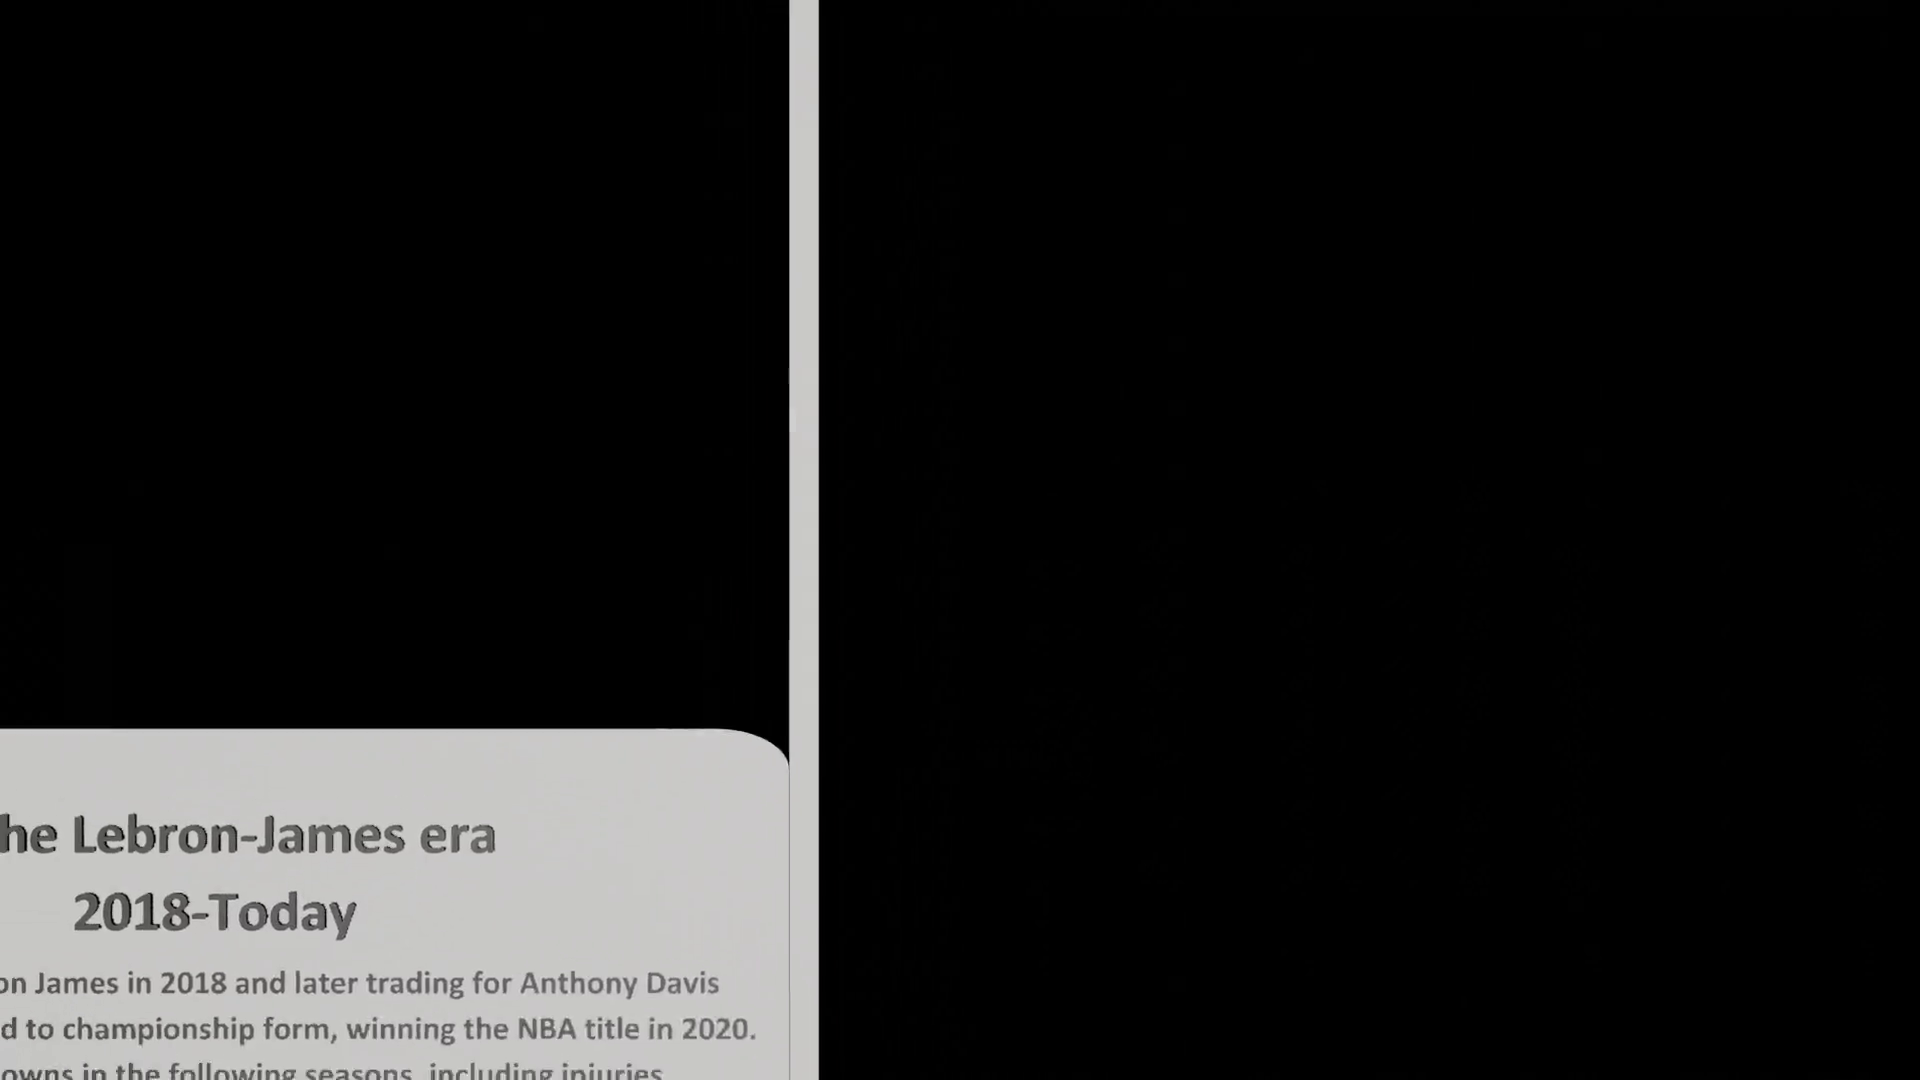 he Lebron-James era
2018-Today
on James in 2018 and later trading for Anthony Davis
d to championship form, winning the NBA title in 2020.
owns in the following seasons, including injuries